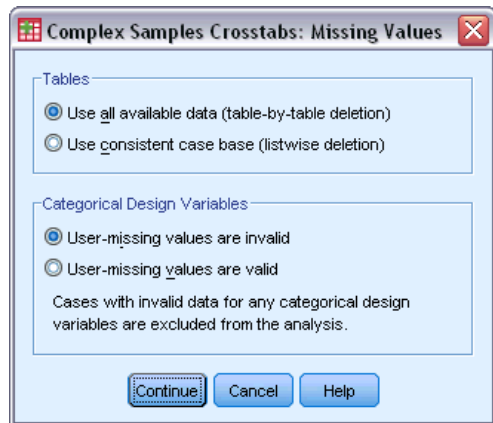 Complex Samples Crosstabs: Missing Values
Tables
Use all available data (table-by-table deletion)
Use consistent case base (listwise deletion)
Categorical Design Variables
User-missing values are invalid
User-missing values are valid
Cases with invalid data for any categorical design
variables are excluded from the analysis.
Continue Cancel Help